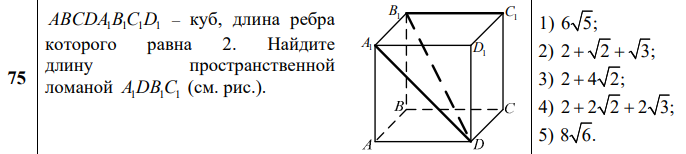 75
ABCDA₁B₁C₁D₁ – куб, длина ребра
которого равна 2. Найдите
длину пространственной
ломаной A₁DB₁C₁ (см. рис.).
B₁ C₁
A₁ D₁
B C
A D
1) 6√5;
2) 2 + √2 + √3;
3) 2 + 4√2;
4) 2 + 2√2 + 2√3;
5) 8√6.